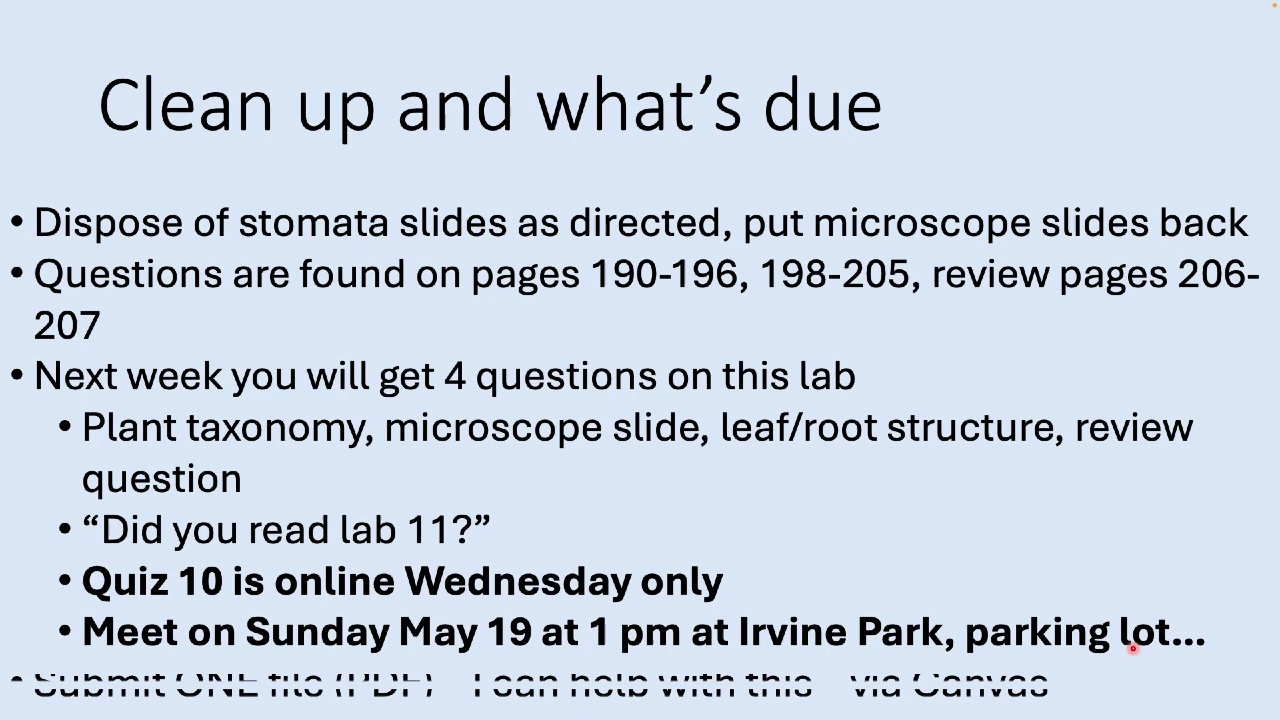 Clean up and what's due
• Dispose of stomata slides as directed, put microscope slides back
• Questions are found on pages 190-196, 198-205, review pages 206-
207
• Next week you will get 4 questions on this lab
• Plant taxonomy, microscope slide, leaf/root structure, review
question
• “Did you read lab 11?”
• Quiz 10 is online Wednesday only
• Meet on Sunday May 19 at 1 pm at Irvine Park, parking lot...
• Submit ONE file (PDF) – I can help with this – via Canvas